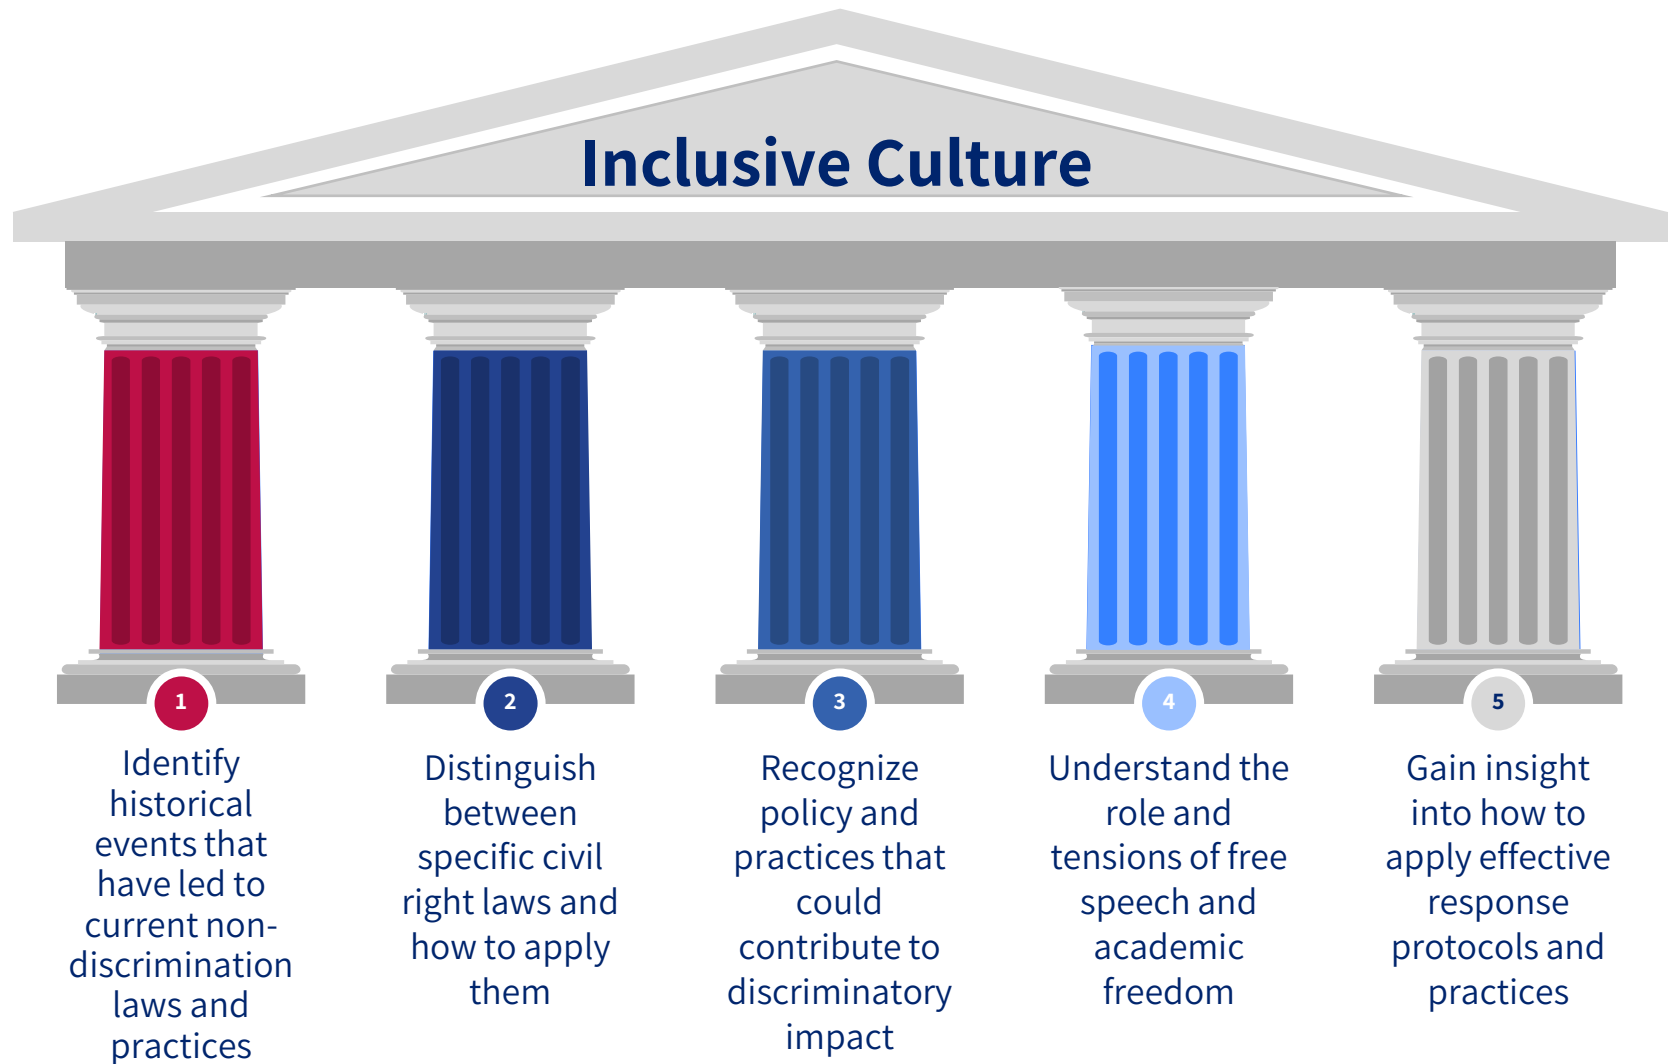 Inclusive Culture
1
Identify
historical
events that
have led to
current non-
discrimination
laws and
practices
2
Distinguish
between
specific civil
right laws and
how to apply
them
3
Recognize
policy and
practices that
could
contribute to
discriminatory
impact
4
Understand the
role and
tensions of free
speech and
academic
freedom
5
Gain insight
into how to
apply effective
response
protocols and
practices